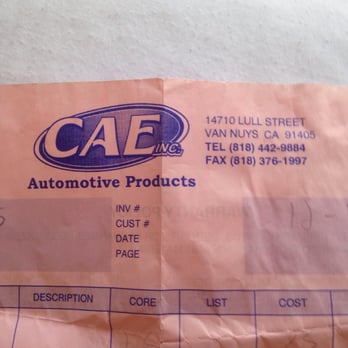 CAE INC.
Automotive Products
14710 LULL STREET
VAN NUYS CA 91405
TEL (818) 442-9884
FAX (818) 376-1997
INV #
CUST #
DATE
PAGE
11-
DESCRIPTION CORE LIST COST